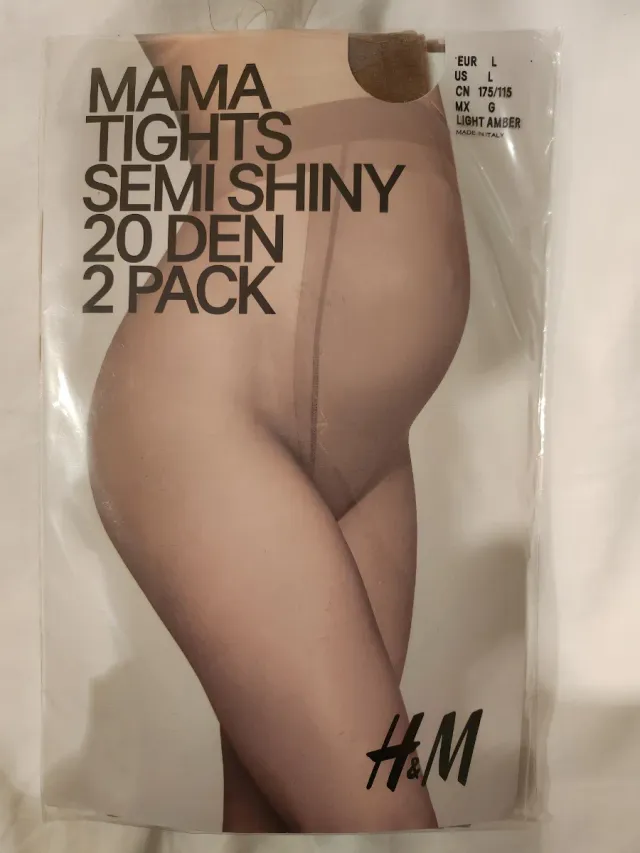 MAMA
TIGHTS
SEMI SHINY
20 DEN
2 PACK
EUR L
US L
CN 175/115
MX G
LIGHT AMBER
MADE IN ITALY
H&M